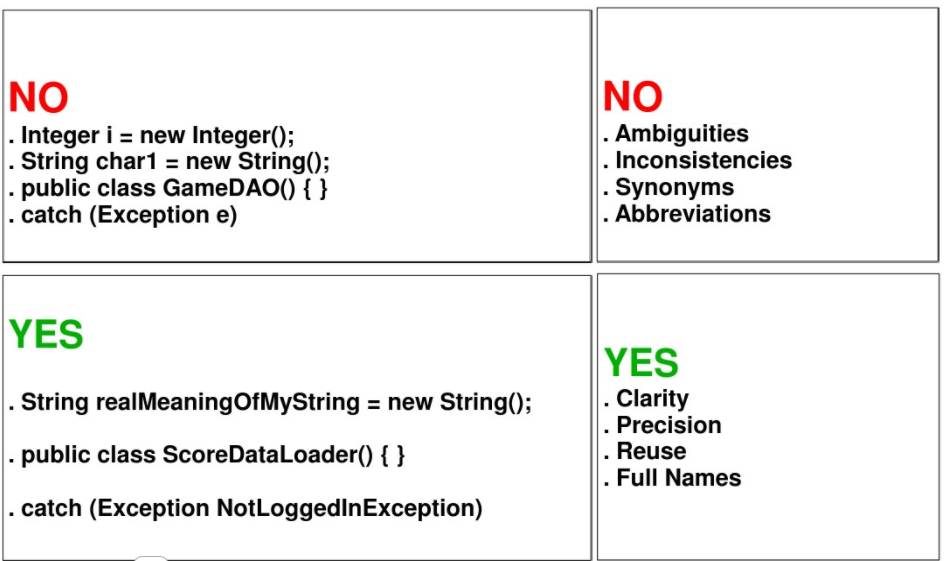 NO
. Integer i = new Integer();
. String char1 = new String();
. public class GameDAO() { }
. catch (Exception e)
NO
. Ambiguities
. Inconsistencies
. Synonyms
. Abbreviations
YES
. String realMeaningOfMyString = new String();
. public class ScoreDataLoader() { }
. catch (Exception NotLoggedInException)
YES
. Clarity
. Precision
. Reuse
. Full Names